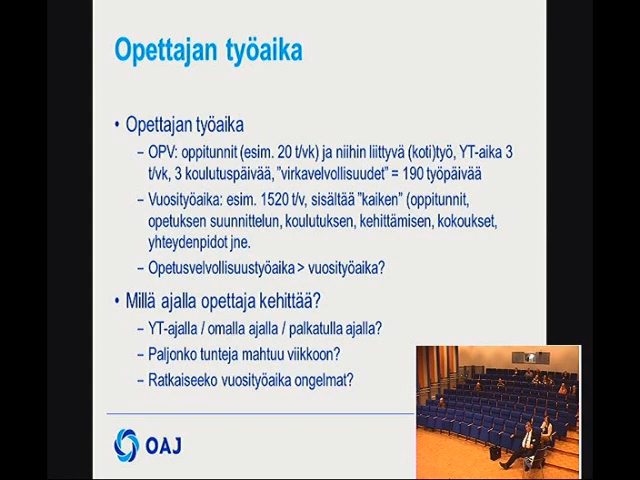 Opettajan työaika
• Opettajan työaika
– OPV: oppitunnit (esim. 20 t/vk) ja niihin liittyvä (koti)työ, YT-aika 3
t/vk, 3 koulutuspäivää, "virkavelvollisuudet" = 190 työpäivää
– Vuosityöaika: esim. 1520 t/v, sisältää "kaiken" (oppitunnit,
opetuksen suunnittelun, koulutuksen, kehittämisen, kokoukset,
yhteydenpidot jne.
– Opetusvelvollisuustyöaika > vuosityöaika?
• Millä ajalla opettaja kehittää?
– YT-ajalla / omalla ajalla / palkatulla ajalla?
– Paljonko tunteja mahtuu viikkoon?
– Ratkaiseeko vuosityöaika ongelmat?
OAJ